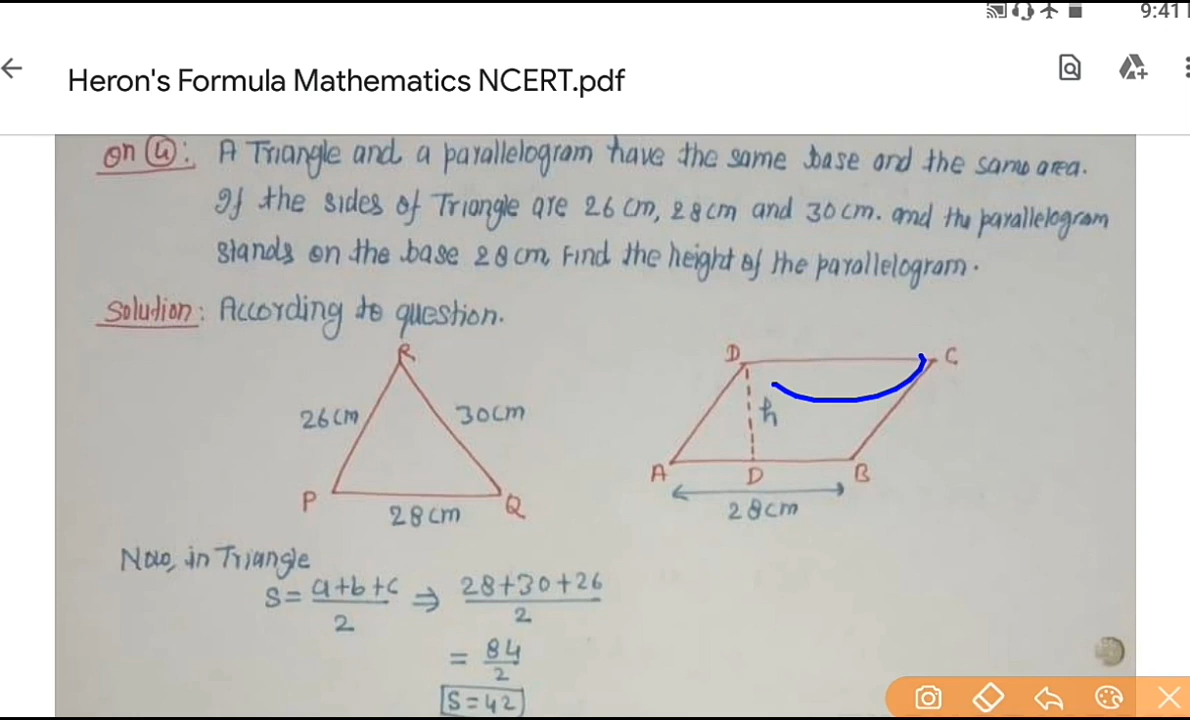 9:41
Heron's Formula Mathematics NCERT.pdf
Qn 4: A Triangle and a parallelogram have the same base and the same area.
If the sides of Triangle are 26 cm, 28 cm and 30 cm. and the parallelogram
stands on the base 28 cm, Find the height of the parallelogram.
Solution: According to question.
R
D
C
26 cm
30 cm
h
P
28 cm
Q
A
D
B
28 cm
Now, in Triangle
S = a+b+c / 2 ⇒ 28+30+26 / 2
= 84 / 2
S = 42